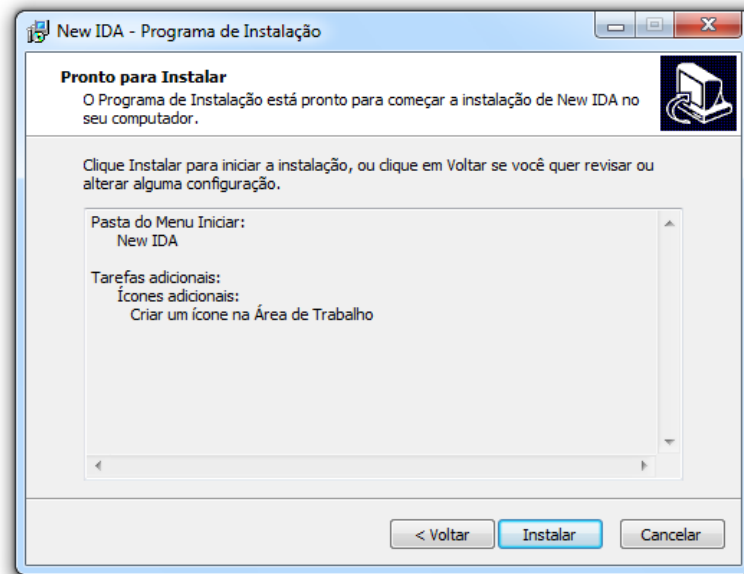 New IDA - Programa de Instalação
Pronto para Instalar
O Programa de Instalação está pronto para começar a instalação de New IDA no
seu computador.
Clique Instalar para iniciar a instalação, ou clique em Voltar se você quer revisar ou
alterar alguma configuração.
Pasta do Menu Iniciar:
New IDA
Tarefas adicionais:
Ícones adicionais:
Criar um ícone na Área de Trabalho
< Voltar
Instalar
Cancelar